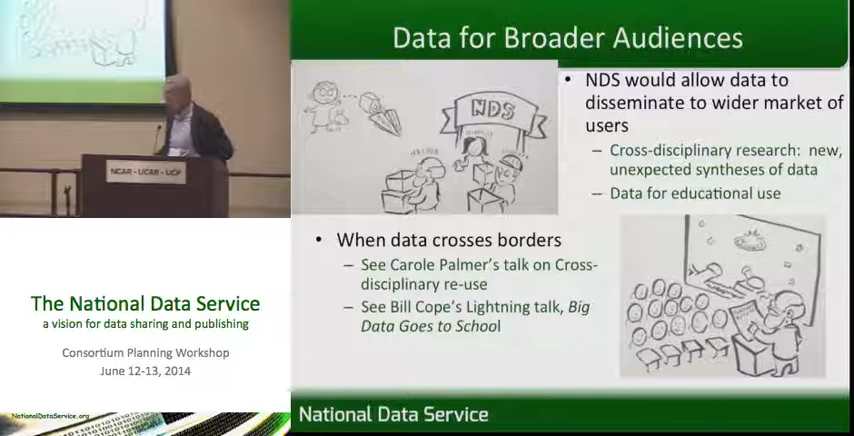 NCAR - UCAR - UCP
The National Data Service
a vision for data sharing and publishing
Consortium Planning Workshop
June 12-13, 2014
NationalDataService.org
Data for Broader Audiences
NDS
• NDS would allow data to
disseminate to wider market of
users
– Cross-disciplinary research: new,
unexpected syntheses of data
– Data for educational use
• When data crosses borders
– See Carole Palmer's talk on Cross-
disciplinary re-use
– See Bill Cope's Lightning talk, Big
Data Goes to School
National Data Service